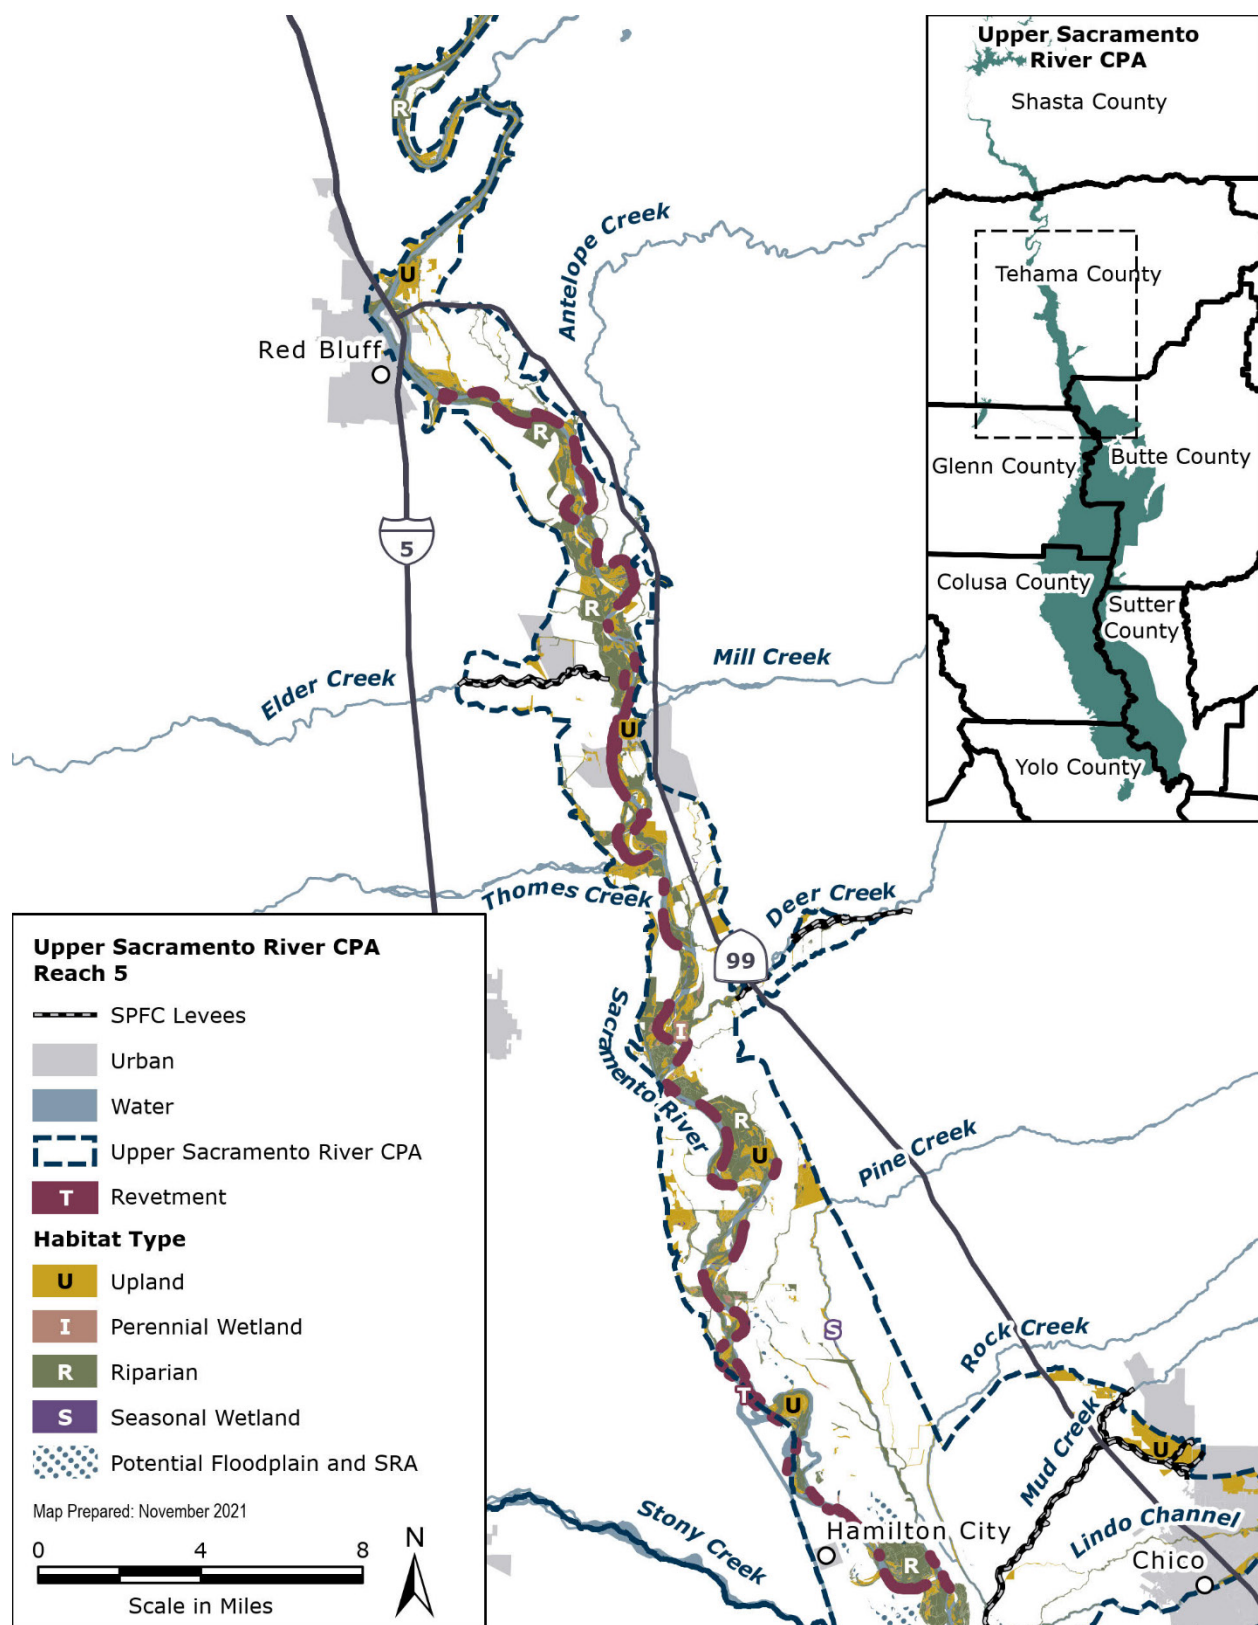 Upper Sacramento
River CPA
Shasta County
Tehama County
Glenn County
Butte County
Colusa County
Sutter
County
Yolo County
R
U
Antelope Creek
Red Bluff
R
5
R
Mill Creek
Elder Creek
U
Thomes Creek
Deer Creek
99
Sacramento River
I
R
U
Pine Creek
S
Rock Creek
T
U
Mud Creek
U
Lindo Channel
Stony Creek
Hamilton City
R
Chico
Upper Sacramento River CPA
Reach 5
SPFC Levees
Urban
Water
Upper Sacramento River CPA
T Revetment
Habitat Type
U Upland
I Perennial Wetland
R Riparian
S Seasonal Wetland
Potential Floodplain and SRA
Map Prepared: November 2021
0 4 8
Scale in Miles
N